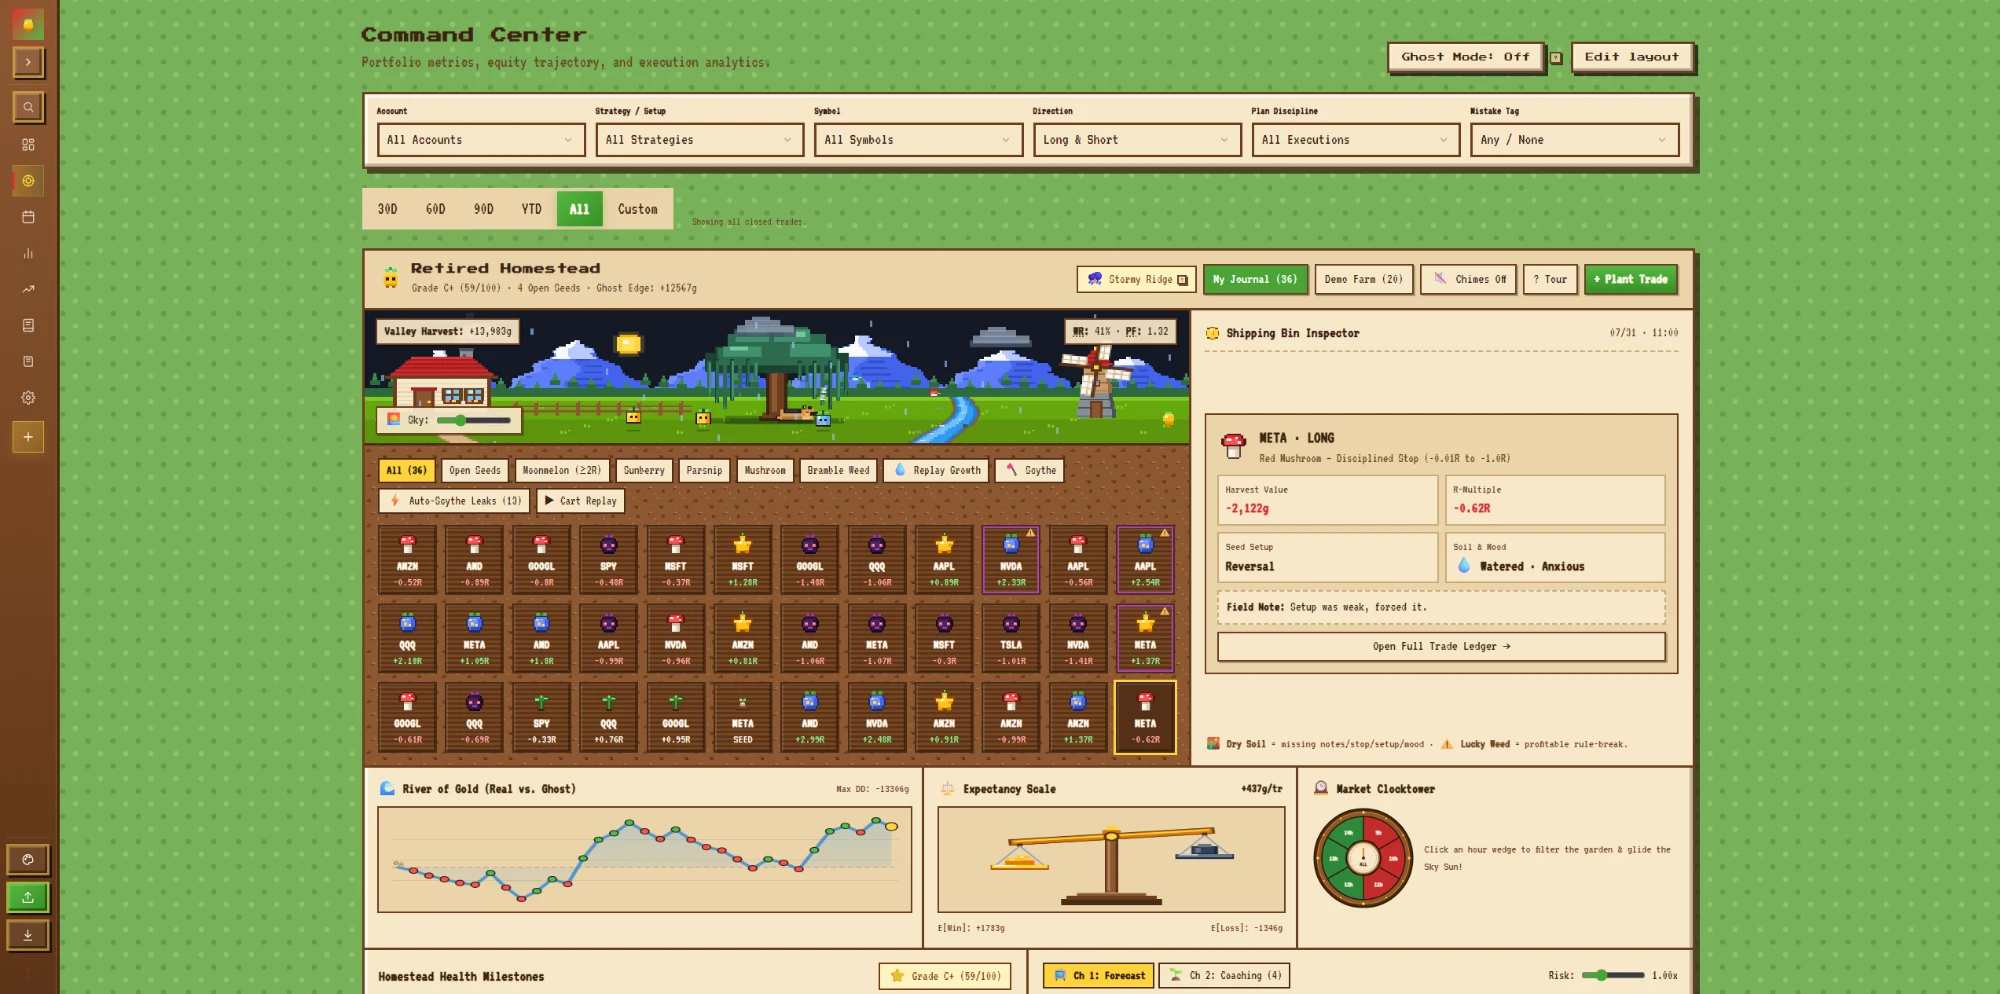 Command Center
Portfolio metrics, equity trajectory, and execution analytics.
Ghost Mode: Off
Edit layout
Account
Strategy / Setup
Symbol
Direction
Plan Discipline
Mistake Tag
All Accounts
All Strategies
All Symbols
Long & Short
All Executions
Any / None
30D 60D 90D YTD All Custom
Showing all closed trades.
Retired Homestead
Grade C+ (59/100) · 4 Open Seeds · Ghost Edge: +12567g
Stormy Ridge
My Journal (36)
Demo Farm (20)
Chimes Off
? Tour
+ Plant Trade
Valley Harvest: +13,983g
WR: 41% · PF: 1.32
Sky:
Shipping Bin Inspector
07/31 · 11:00
META · LONG
Red Mushroom — Disciplined Stop (-0.01R to -1.0R)
Harvest Value
-2,122g
R-Multiple
-0.62R
Seed Setup
Reversal
Soil & Mood
Watered · Anxious
Field Note: Setup was weak, forced it.
Open Full Trade Ledger →
Dry Soil = missing notes/stop/setup/mood · Lucky Weed = profitable rule-break.
All (36)
Open Seeds
Moonmelon (≥2R)
Sunberry
Parsnip
Mushroom
Bramble Weed
Replay Growth
Scythe
Auto-Scythe Leaks (13)
Cart Replay
AMZN AMD GOOGL SPY MSFT MSFT GOOGL QQQ AAPL NVDA AAPL AAPL
-0.52R -0.89R -0.8R -0.48R -0.37R +1.28R -1.48R -1.06R +0.89R +2.33R -0.56R +2.54R
QQQ META AMD AAPL NVDA AMZN AMD META MSFT TSLA NVDA META
+2.18R +1.05R +1.8R -0.99R -0.96R +0.81R -1.06R -1.07R -0.3R -1.01R -1.41R +1.37R
GOOGL QQQ SPY QQQ GOOGL META AMD NVDA AMZN AMZN AMZN META
-0.61R -0.69R -0.33R +0.76R +0.95R SEED +2.99R +2.48R +0.91R -0.99R +1.37R -0.62R
River of Gold (Real vs. Ghost)
Max DD: -13306g
Expectancy Scale
+437g/tr
E[Win]: +1783g
E[Loss]: -1346g
Market Clocktower
14h 9h
15h ALL 10h
12h 11h
Click an hour wedge to filter the garden & glide the
Sky Sun!
Homestead Health Milestones
Grade C+ (59/100)
Ch 1: Forecast
Ch 2: Coaching (4)
Risk:
1.00x